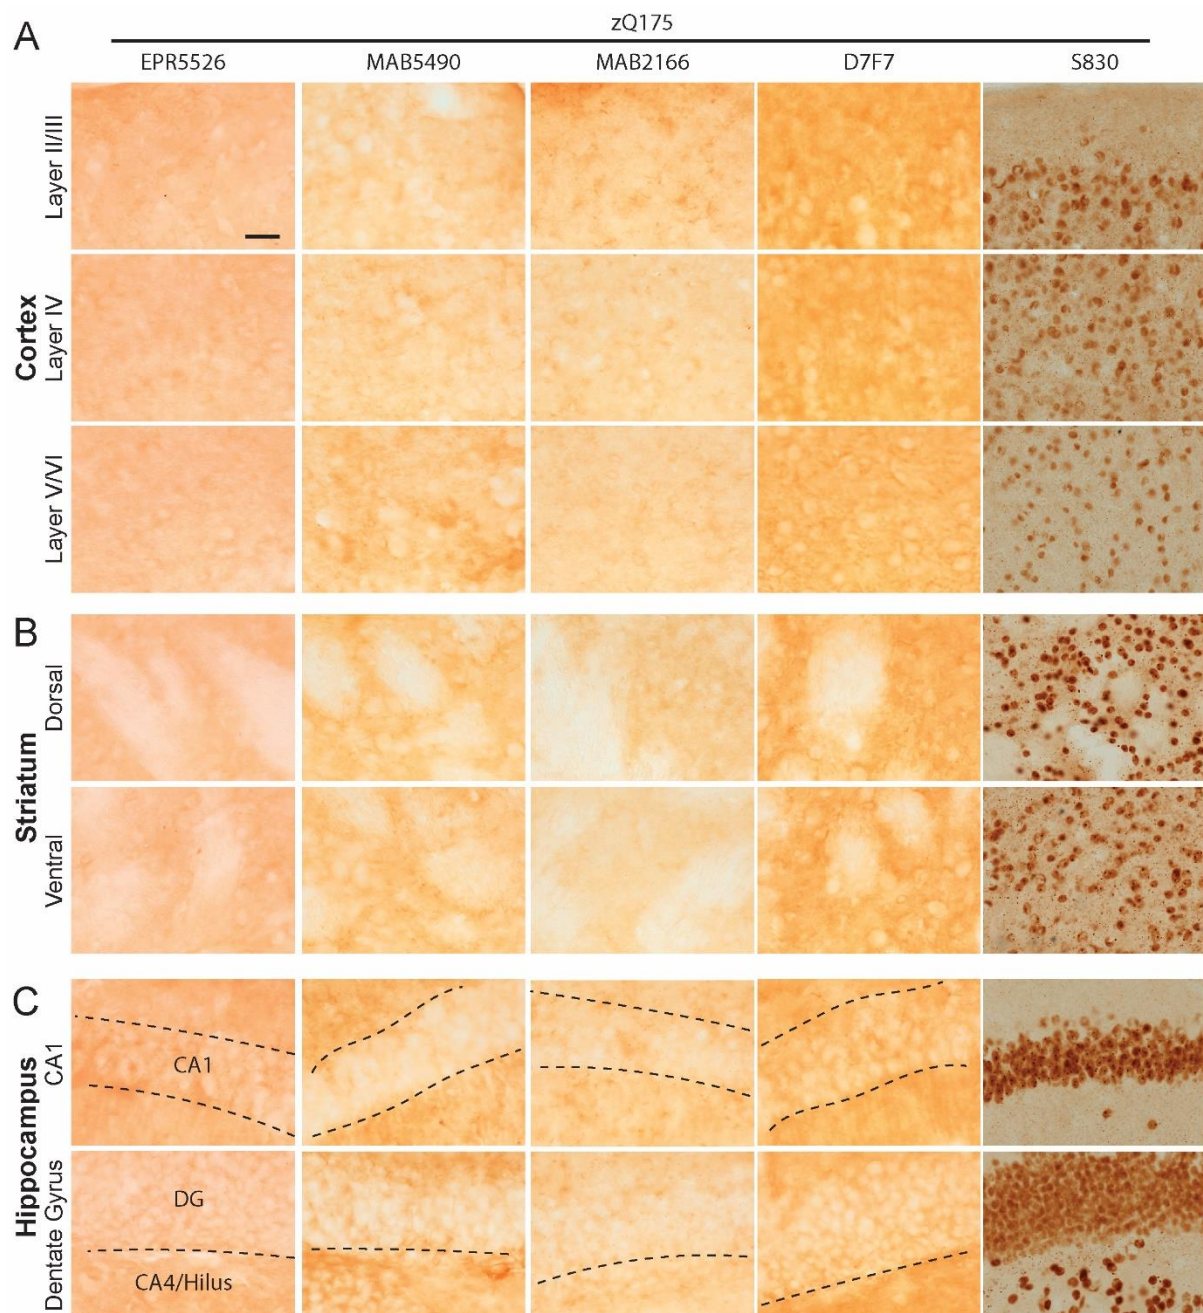 A
zQ175
EPR5526 MAB5490 MAB2166 D7F7 S830
Cortex
Layer II/III
Layer IV
Layer V/VI
B
Striatum
Dorsal
Ventral
C
Hippocampus
CA1
CA1
Dentate Gyrus
DG
CA4/Hilus